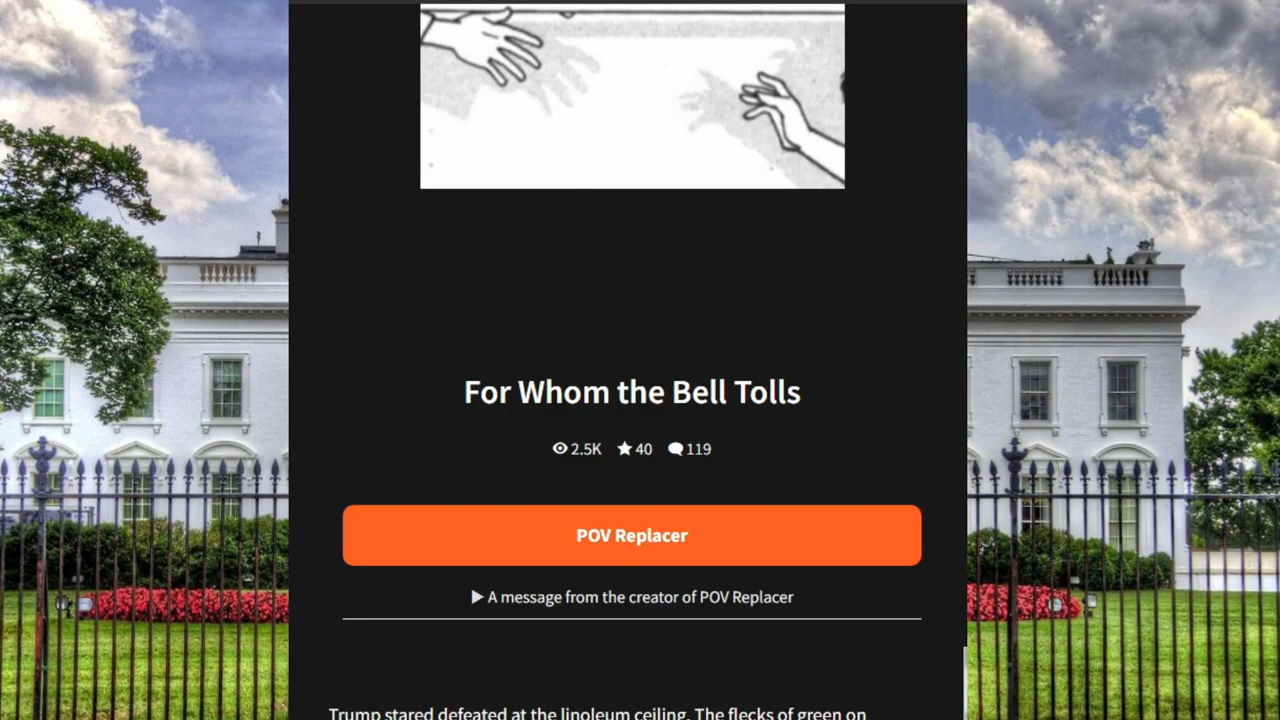 For Whom the Bell Tolls
2.5K 40 119
POV Replacer
▶ A message from the creator of POV Replacer
Trump stared defeated at the linoleum ceiling. The flecks of green on